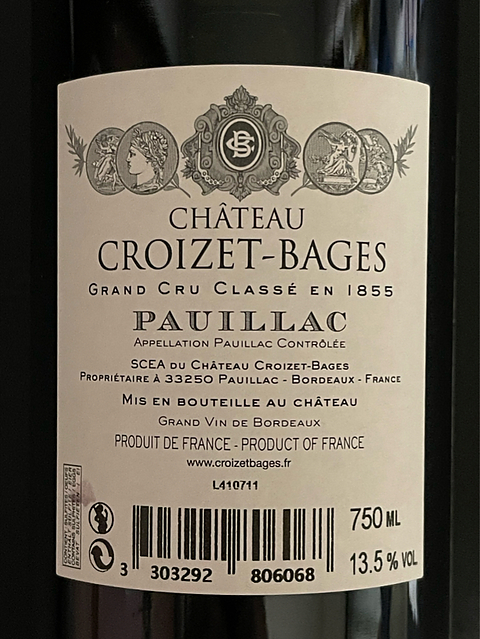 CB
CHÂTEAU
CROIZET-BAGES
GRAND CRU CLASSÉ EN 1855
PAUILLAC
APPELLATION PAUILLAC CONTRÔLÉE
SCEA DU CHÂTEAU CROIZET-BAGES
PROPRIÉTAIRE À 33250 PAUILLAC - BORDEAUX - FRANCE
MIS EN BOUTEILLE AU CHÂTEAU
GRAND VIN DE BORDEAUX
PRODUIT DE FRANCE - PRODUCT OF FRANCE
www.croizetbages.fr
L410711
750 ML
13.5 % VOL
3 303292 806068